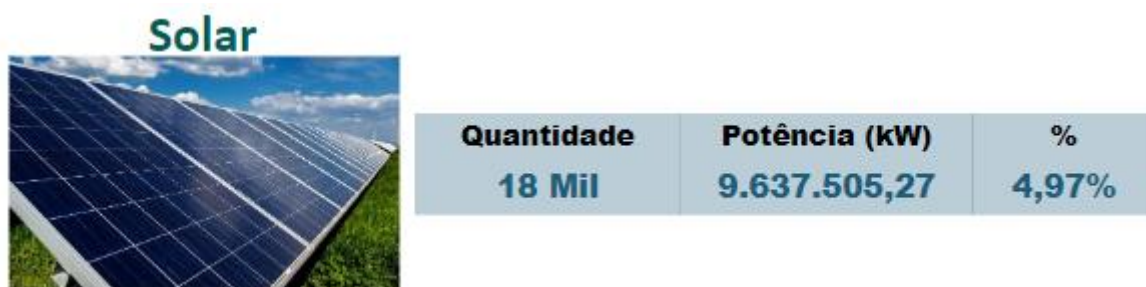 Solar
Quantidade Potência (kW) %
18 Mil 9.637.505,27 4,97%